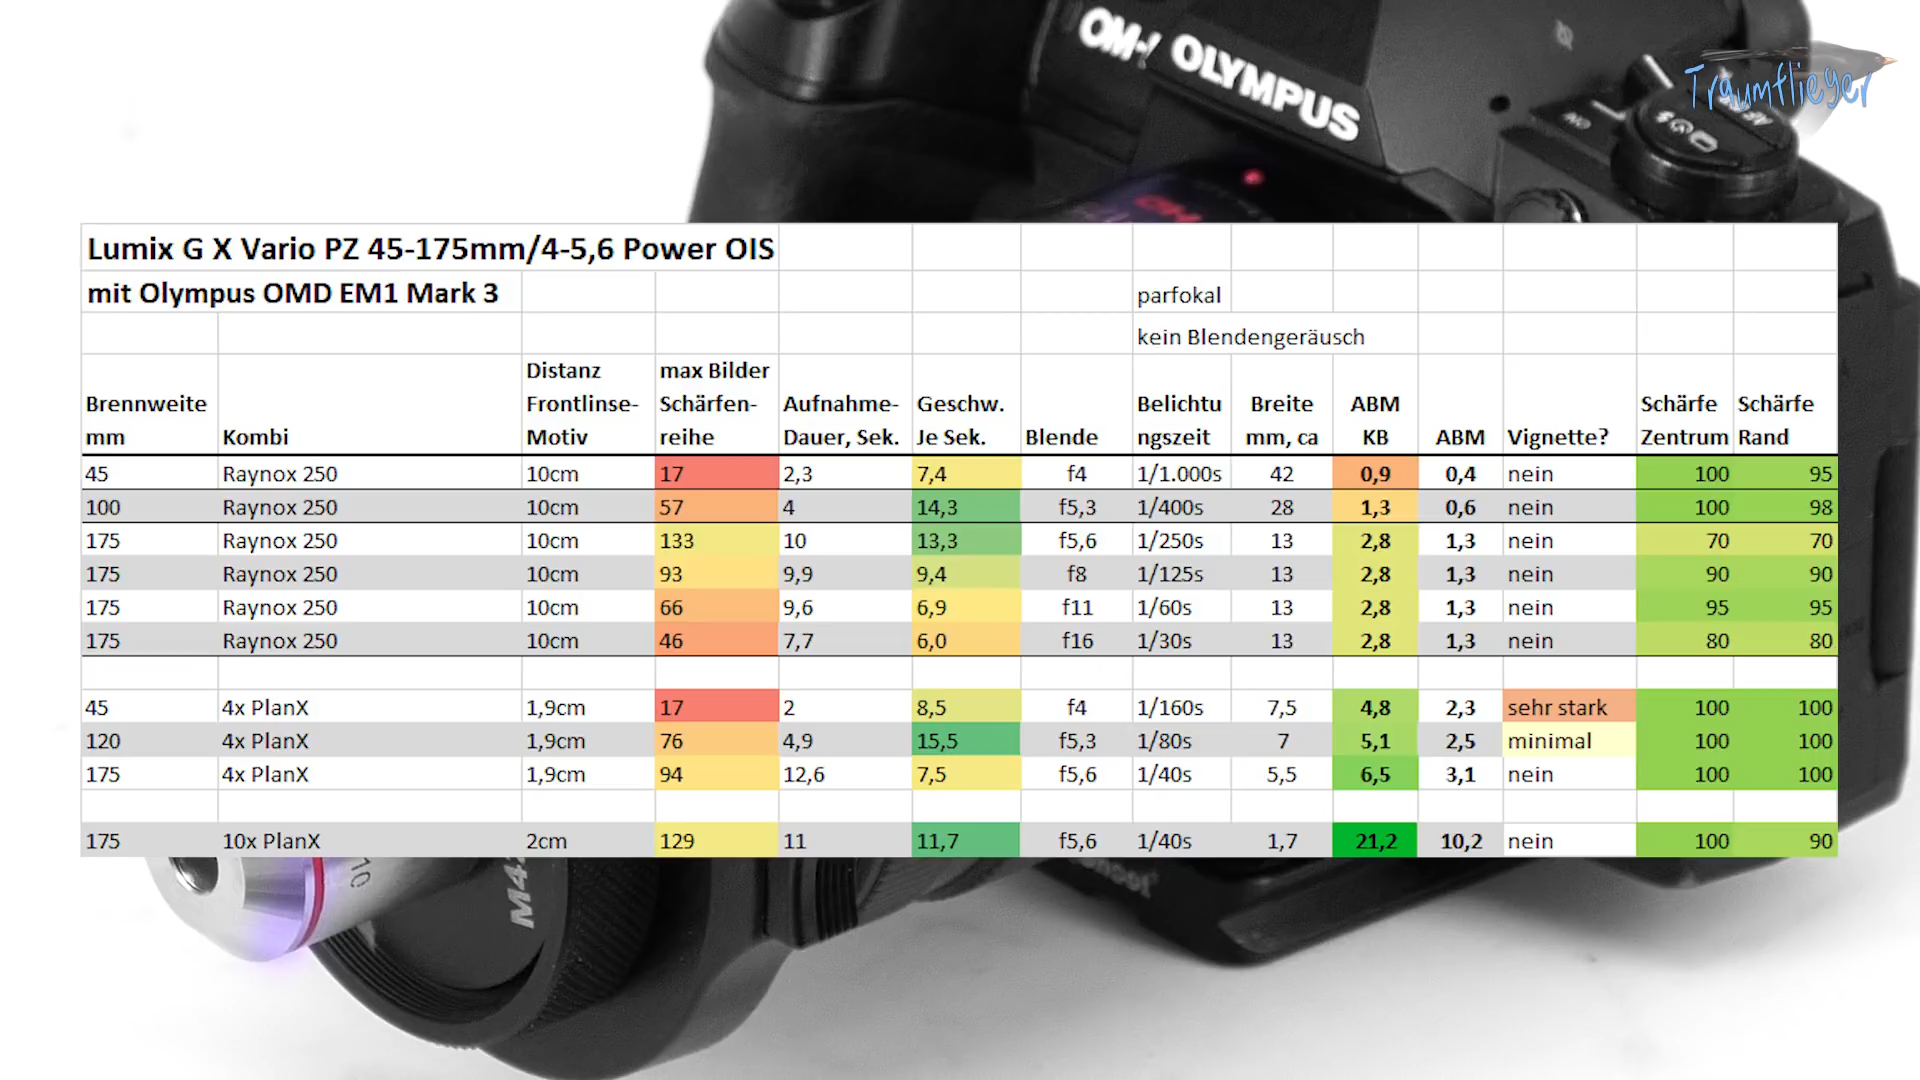 OM-
OLYMPUS
Traumflieger
ON
Lumix G X Vario PZ 45-175mm/4-5,6 Power OIS
mit Olympus OMD EM1 Mark 3
parfokal
kein Blendengeräusch
Brennweite mm Kombi Distanz Frontlinse-Motiv max Bilder Schärfen-reihe Aufnahme-Dauer, Sek. Geschw. Je Sek. Blende Belichtungszeit Breite mm, ca ABM KB ABM Vignette? Schärfe Zentrum Schärfe Rand
45 Raynox 250 10cm 17 2,3 7,4 f4 1/1.000s 42 0,9 0,4 nein 100 95
100 Raynox 250 10cm 57 4 14,3 f5,3 1/400s 28 1,3 0,6 nein 100 98
175 Raynox 250 10cm 133 10 13,3 f5,6 1/250s 13 2,8 1,3 nein 70 70
175 Raynox 250 10cm 93 9,9 9,4 f8 1/125s 13 2,8 1,3 nein 90 90
175 Raynox 250 10cm 66 9,6 6,9 f11 1/60s 13 2,8 1,3 nein 95 95
175 Raynox 250 10cm 46 7,7 6,0 f16 1/30s 13 2,8 1,3 nein 80 80
45 4x PlanX 1,9cm 17 2 8,5 f4 1/160s 7,5 4,8 2,3 sehr stark 100 100
120 4x PlanX 1,9cm 76 4,9 15,5 f5,3 1/80s 7 5,1 2,5 minimal 100 100
175 4x PlanX 1,9cm 94 12,6 7,5 f5,6 1/40s 5,5 6,5 3,1 nein 100 100
175 10x PlanX 2cm 129 11 11,7 f5,6 1/40s 1,7 21,2 10,2 nein 100 90
10